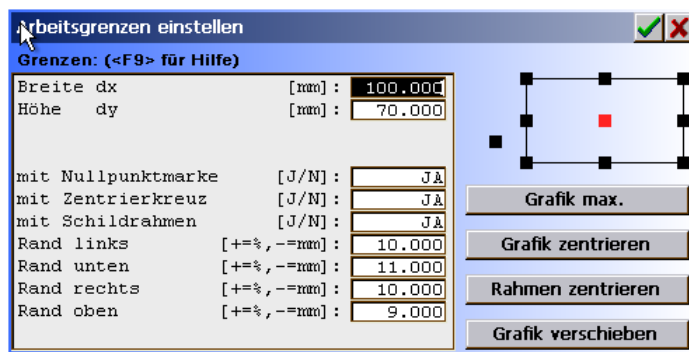 Arbeitsgrenzen einstellen
Grenzen: (<F9> für Hilfe)
Breite dx [mm]: 100.000
Höhe dy [mm]: 70.000
mit Nullpunktmarke [J/N]: JA
mit Zentrierkreuz [J/N]: JA
mit Schildrahmen [J/N]: JA
Rand links [+=%,-=mm]: 10.000
Rand unten [+=%,-=mm]: 11.000
Rand rechts [+=%,-=mm]: 10.000
Rand oben [+=%,-=mm]: 9.000
Grafik max.
Grafik zentrieren
Rahmen zentrieren
Grafik verschieben